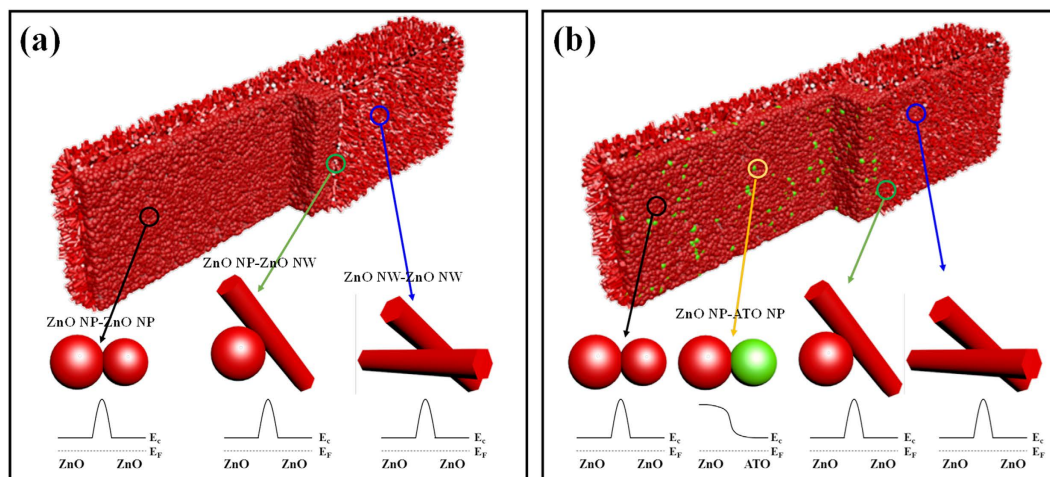 (a)
ZnO NP-ZnO NW
ZnO NW-ZnO NW
ZnO NP-ZnO NP
Ec
EF
ZnO ZnO
Ec
EF
ZnO ZnO
Ec
EF
ZnO ZnO
(b)
ZnO NP-ATO NP
Ec
EF
ZnO ZnO
Ec
EF
ZnO ATO
Ec
EF
ZnO ZnO
Ec
EF
ZnO ZnO